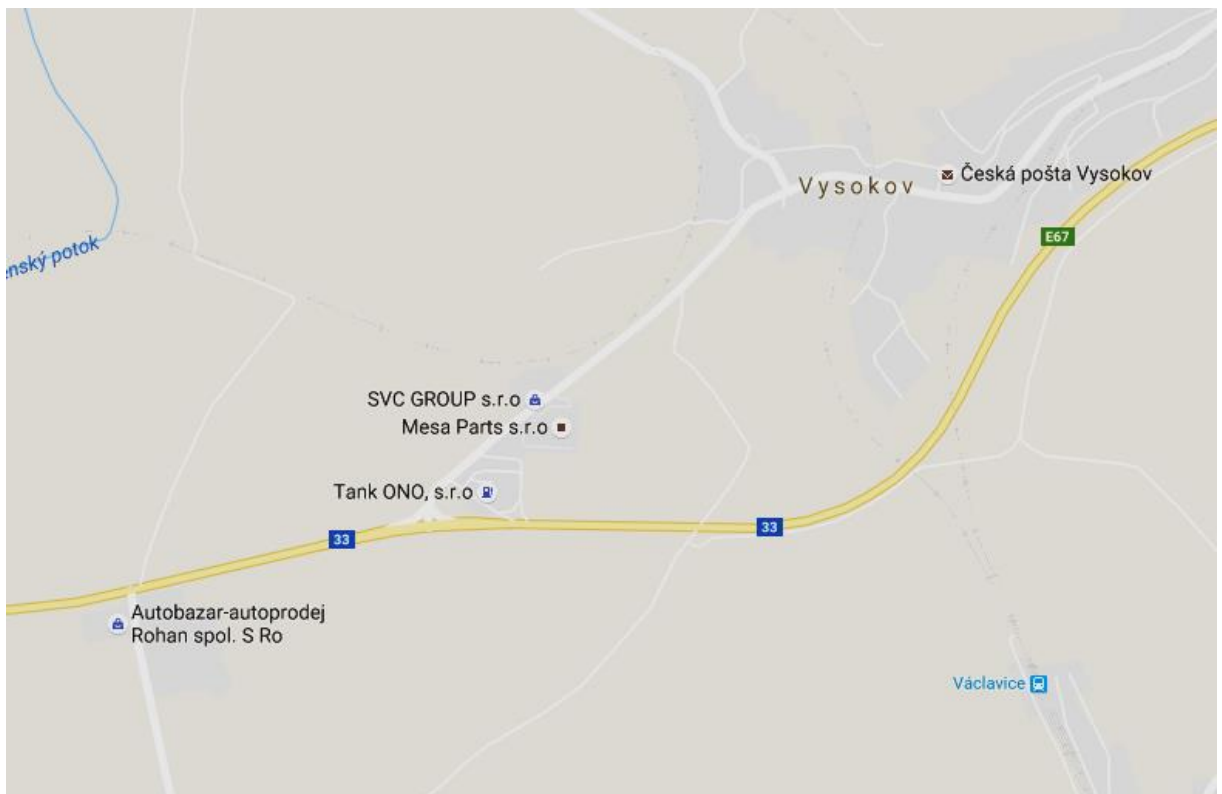 Česká pošta Vysokov
Vysokov
E67
enský potok
SVC GROUP s.r.o
Mesa Parts s.r.o
Tank ONO, s.r.o
33
33
Autobazar-autoprodej
Rohan spol. S Ro
Václavice